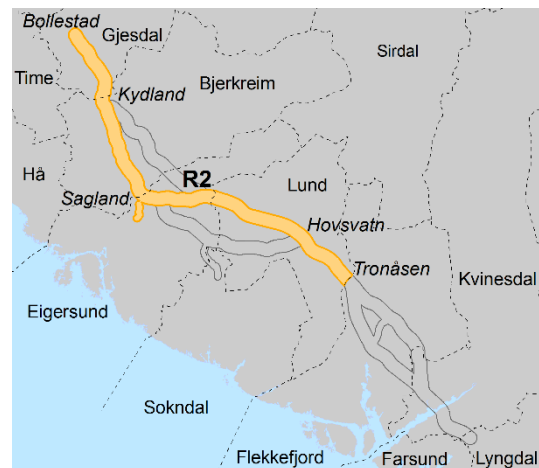 Bollestad
Gjesdal
Sirdal
Time
Bjerkreim
Kydland
Hå
R2
Lund
Sagland
Hovsvatn
Tronåsen
Kvinesdal
Eigersund
Sokndal
Flekkefjord
Farsund
Lyngdal